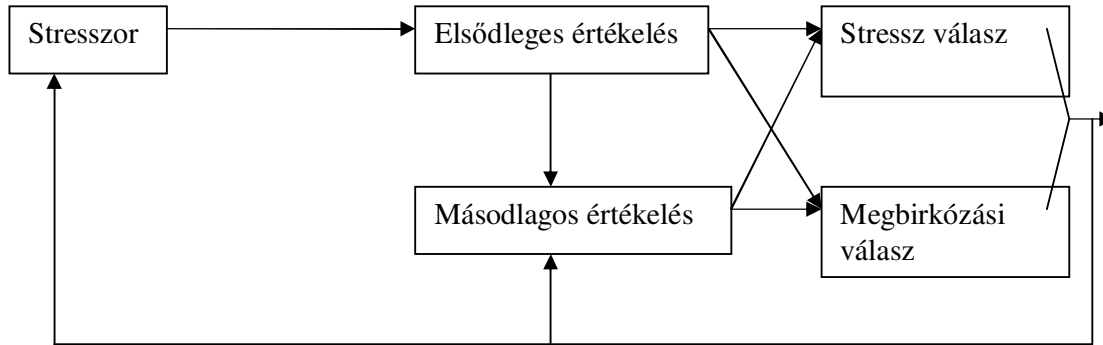 Stresszor
Elsődleges értékelés
Stressz válasz
Másodlagos értékelés
Megbirkózási
válasz